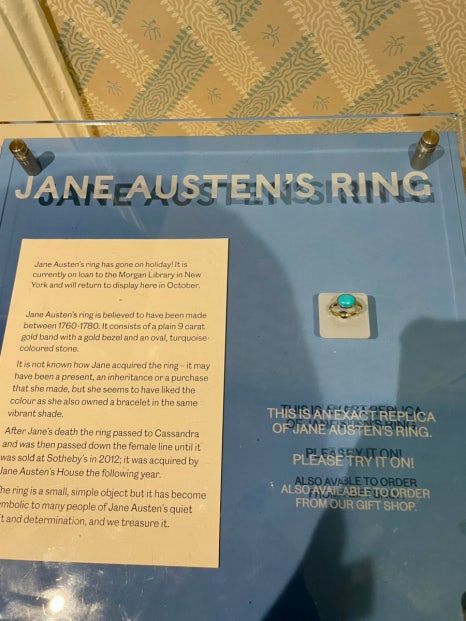 JANE AUSTEN'S RING
Jane Austen's ring has gone on holiday! It is
currently on loan to the Morgan Library in New
York and will return to display here in October.
Jane Austen's ring is believed to have been made
between 1760-1780. It consists of a plain 9 carat
gold band with a gold bezel and an oval, turquoise-
coloured stone.
It is not known how Jane acquired the ring – it may
have been a present, an inheritance or a purchase
that she made, but she seems to have liked the
colour as she also owned a bracelet in the same
vibrant shade.
After Jane's death the ring passed to Cassandra
and was then passed down the female line until it
was sold at Sotheby's in 2012; it was acquired by
Jane Austen's House the following year.
The ring is a small, simple object but it has become
symbolic to many people of Jane Austen's quiet
and determination, and we treasure it.
THIS IS AN EXACT REPLICA
OF JANE AUSTEN'S RING.
PLEASE TRY IT ON!
ALSO AVAILABLE TO ORDER
FROM OUR GIFT SHOP.